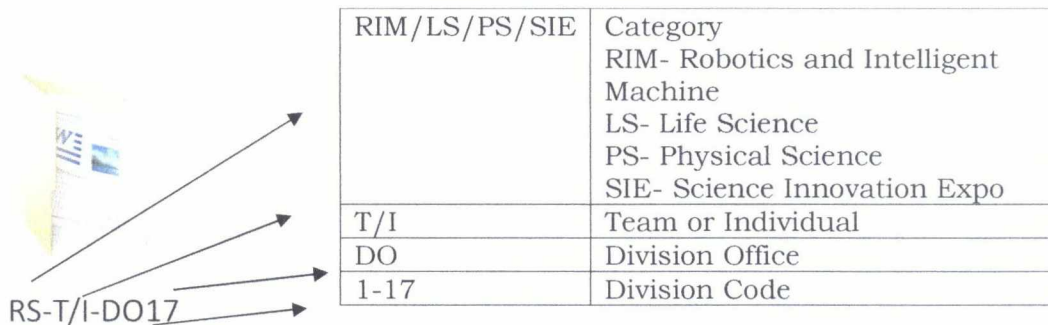 RIM/LS/PS/SIE Category
RIM- Robotics and Intelligent
Machine
LS- Life Science
PS- Physical Science
SIE- Science Innovation Expo
T/I Team or Individual
DO Division Office
1-17 Division Code
RS-T/I-DO17